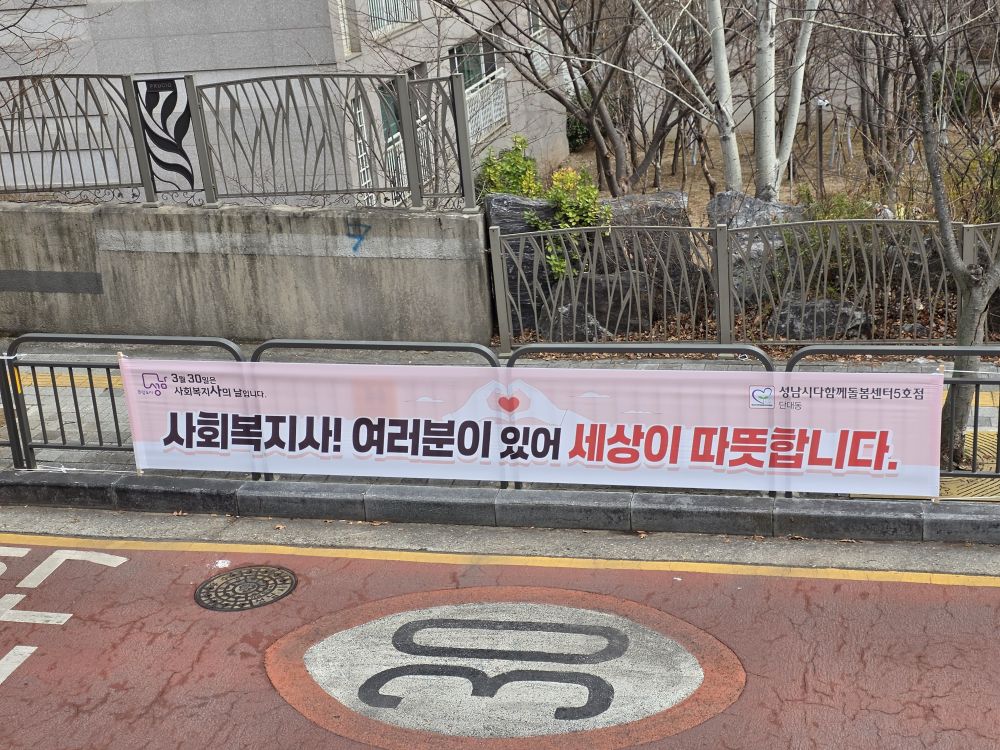 성남
3월 30일은
사회복지사의 날입니다.
성남시다함께돌봄센터5호점
단대동
사회복지사! 여러분이 있어 세상이 따뜻합니다.
30